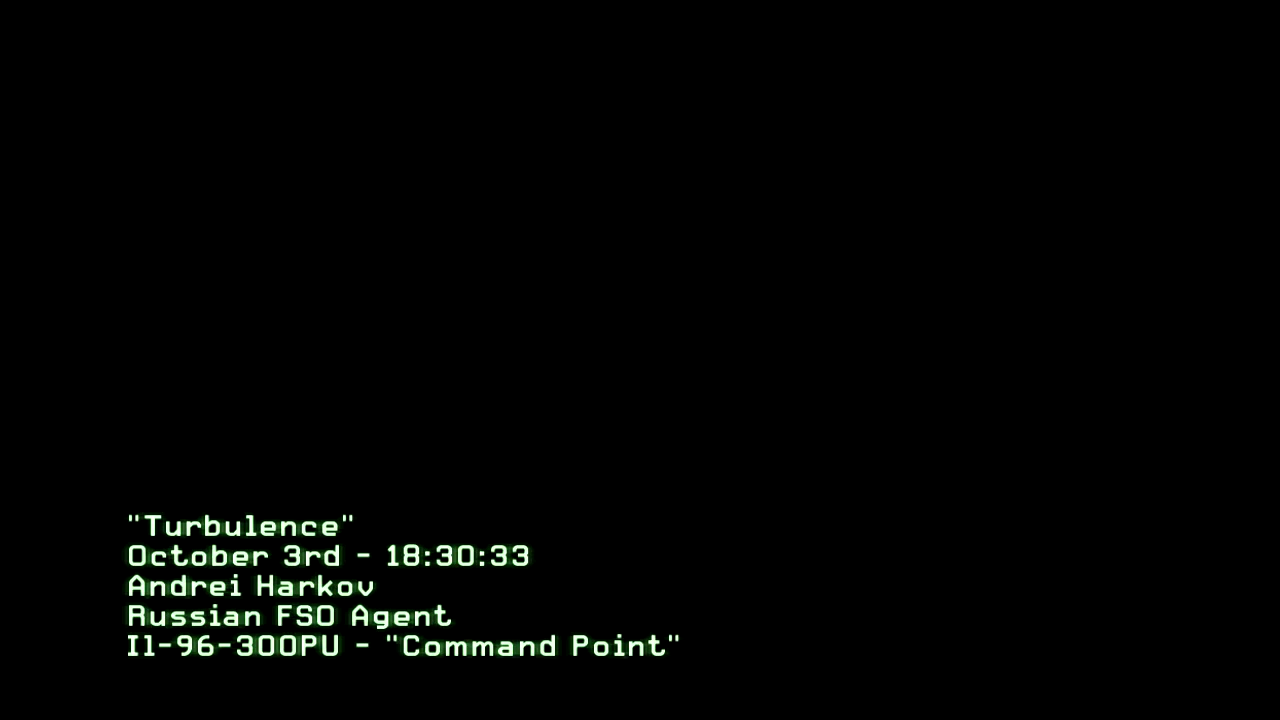 "Turbulence"
October 3rd - 18:30:33
Andrei Harkov
Russian FSO Agent
Il-96-300PU - "Command Point"